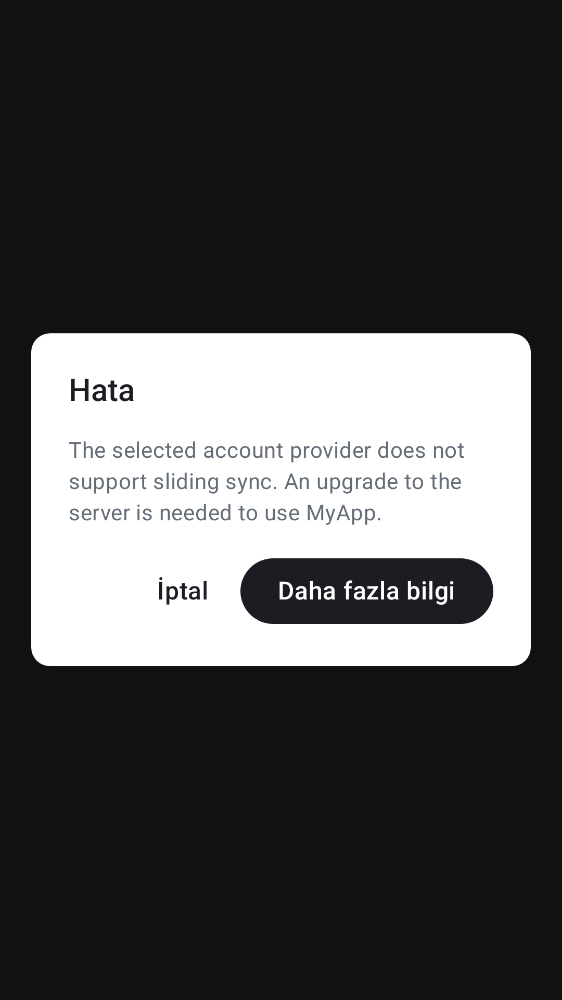 Hata
The selected account provider does not
support sliding sync. An upgrade to the
server is needed to use MyApp.
İptal
Daha fazla bilgi